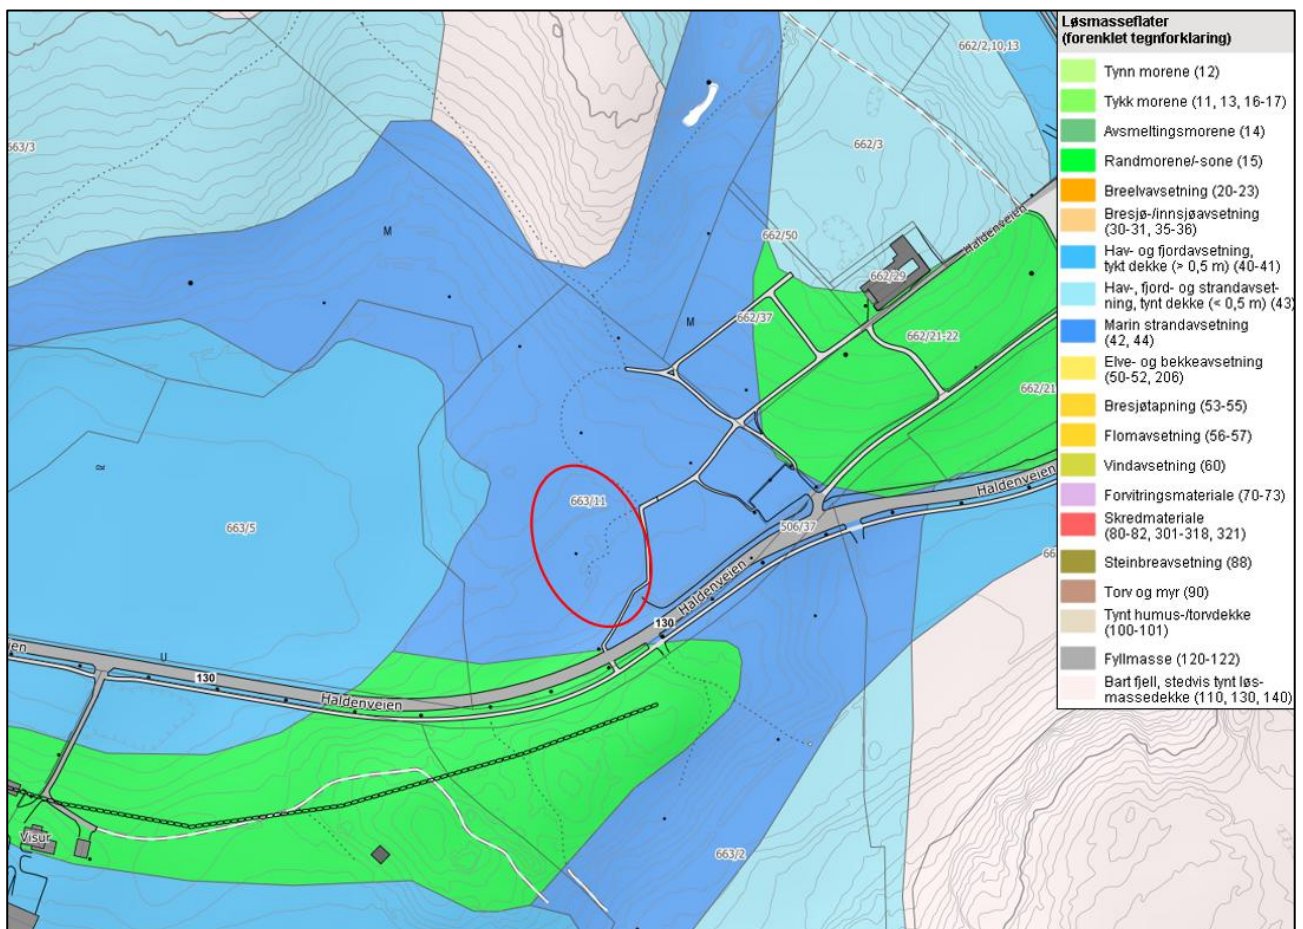 Løsmasseflater
(forenklet tegnforklaring)
Tynn morene (12)
Tykk morene (11, 13, 16-17)
Avsmeltingsmorene (14)
Randmorene/-sone (15)
Breelvavsetning (20-23)
Bresjø-/innsjøavsetning
(30-31, 35-36)
Hav- og fjordavsetning,
tykt dekke (> 0,5 m) (40-41)
Hav-, fjord- og strandavset-
ning, tynt dekke (< 0,5 m) (43)
Marin strandavsetning
(42, 44)
Elve- og bekkeavsetning
(50-52, 206)
Bresjøtapning (53-55)
Flomavsetning (56-57)
Vindavsetning (60)
Forvitringsmateriale (70-73)
Skredmateriale
(80-82, 301-318, 321)
Steinbreavsetning (88)
Torv og myr (90)
Tynt humus-/torvdekke
(100-101)
Fyllmasse (120-122)
Bart fjell, stedvis tynt løs-
massedekke (110, 130, 140)
662/2,10,13
663/3
662/3
M
662/50
Haldenveien
662/29
662/37
M
662/21-22
662/21
663/11
Haldenveien
663/5
506/37
66
Haldenveien
130
U
130
Haldenveien
en
Visur
663/2